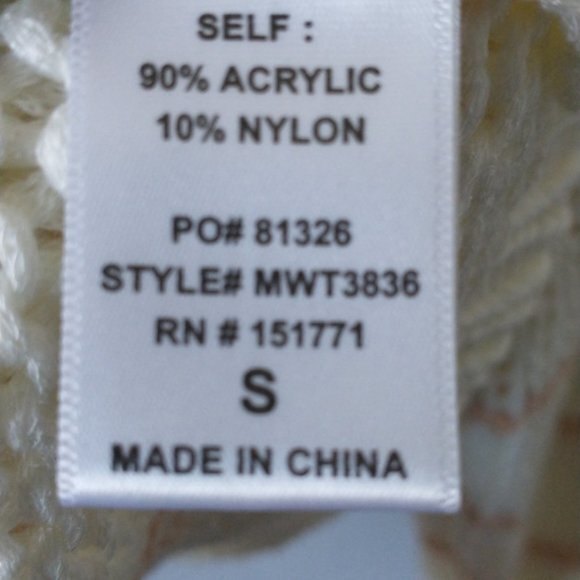 SELF :
90% ACRYLIC
10% NYLON
PO# 81326
STYLE# MWT3836
RN # 151771
S
MADE IN CHINA